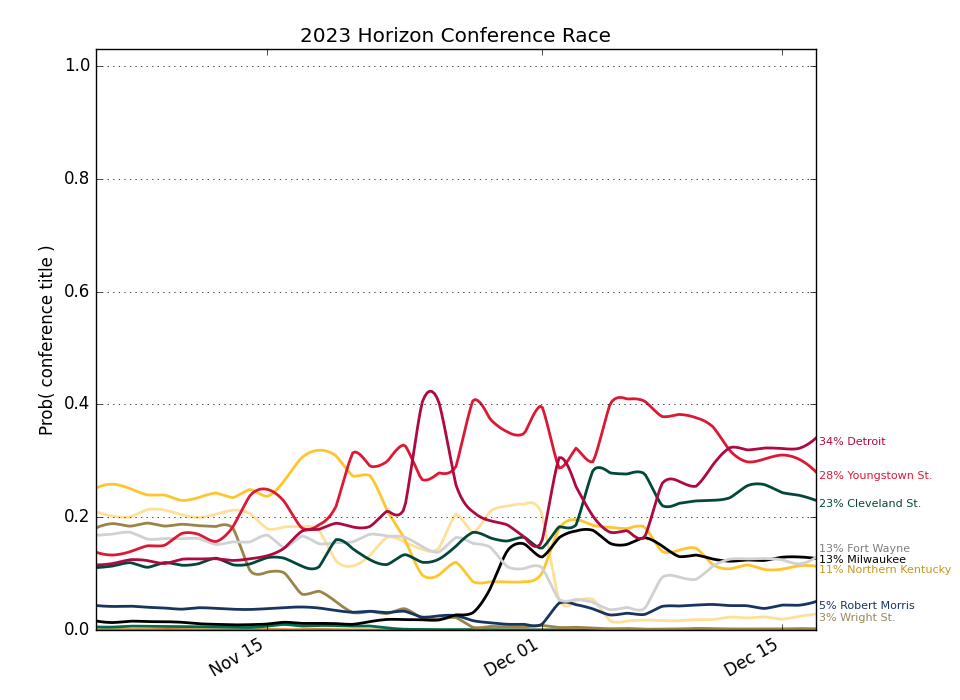 2023 Horizon Conference Race
Prob( conference title )
1.0
0.8
0.6
0.4
0.2
0.0
Nov 15
Dec 01
Dec 15
34% Detroit
28% Youngstown St.
23% Cleveland St.
13% Fort Wayne
13% Milwaukee
11% Northern Kentucky
5% Robert Morris
3% Wright St.